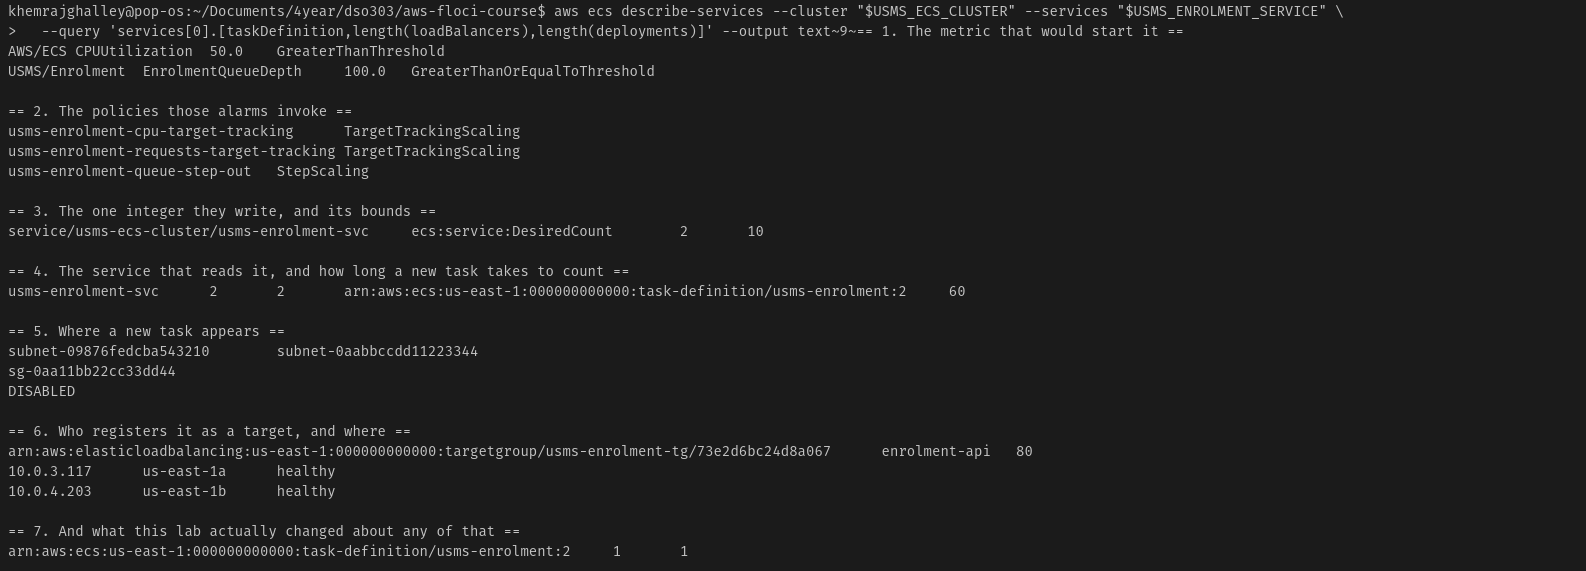 khemrajghalley@pop-os:~/Documents/4year/dso303/aws-floci-course$ aws ecs describe-services --cluster "$USMS_ECS_CLUSTER" --services "$USMS_ENROLMENT_SERVICE" \
>   --query 'services[0].[taskDefinition,length(loadBalancers),length(deployments)]' --output text~9~== 1. The metric that would start it ==
AWS/ECS CPUUtilization  50.0    GreaterThanThreshold
USMS/Enrolment  EnrolmentQueueDepth     100.0   GreaterThanOrEqualToThreshold
== 2. The policies those alarms invoke ==
usms-enrolment-cpu-target-tracking      TargetTrackingScaling
usms-enrolment-requests-target-tracking TargetTrackingScaling
usms-enrolment-queue-step-out   StepScaling
== 3. The one integer they write, and its bounds ==
service/usms-ecs-cluster/usms-enrolment-svc     ecs:service:DesiredCount        2       10
== 4. The service that reads it, and how long a new task takes to count ==
usms-enrolment-svc      2       2       arn:aws:ecs:us-east-1:000000000000:task-definition/usms-enrolment:2     60
== 5. Where a new task appears ==
subnet-09876fedcba543210        subnet-0aabbccdd11223344
sg-0aa11bb22cc33dd44
DISABLED
== 6. Who registers it as a target, and where ==
arn:aws:elasticloadbalancing:us-east-1:000000000000:targetgroup/usms-enrolment-tg/73e2d6bc24d8a067      enrolment-api   80
10.0.3.117      us-east-1a      healthy
10.0.4.203      us-east-1b      healthy
== 7. And what this lab actually changed about any of that ==
arn:aws:ecs:us-east-1:000000000000:task-definition/usms-enrolment:2     1       1